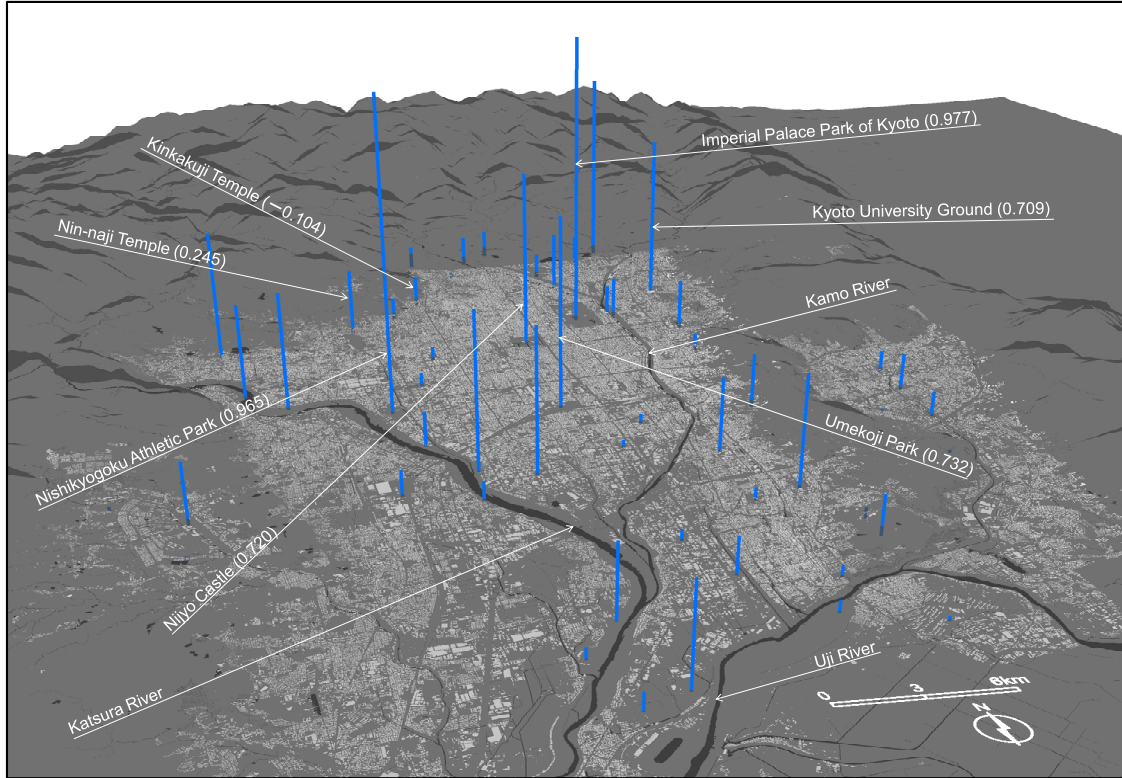 Imperial Palace Park of Kyoto (0.977)
Kinkakuji Temple (−0.104)
Kyoto University Ground (0.709)
Nin-naji Temple (0.245)
Kamo River
Nishikyogoku Athletic Park (0.965)
Umekoji Park (0.732)
Nijyo Castle (0.720)
Katsura River
Uji River
0 3 6km
N